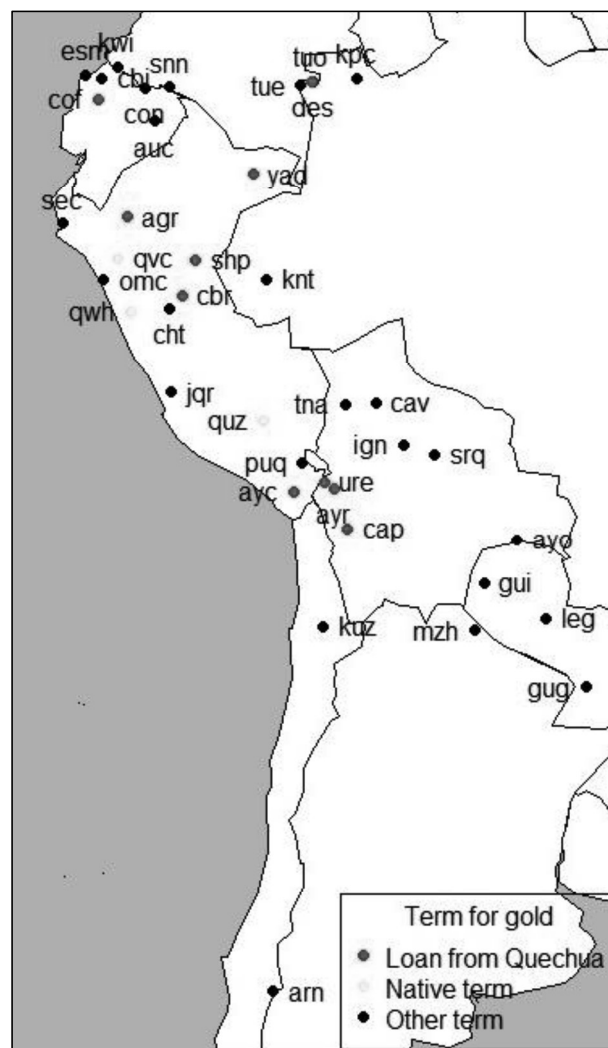 kwi
esm
snn
tuo
kpc
cbi
tue
cof
des
con
auc
yad
sec
agr
qvc
shp
omc
knt
cbr
qwh
cht
jqr
tna
cav
quz
ign
srq
puq
ure
ayc
ayr
cap
ayo
gui
leg
kuz
mzh
gug
Term for gold
Loan from Quechua
Native term
Other term
arn